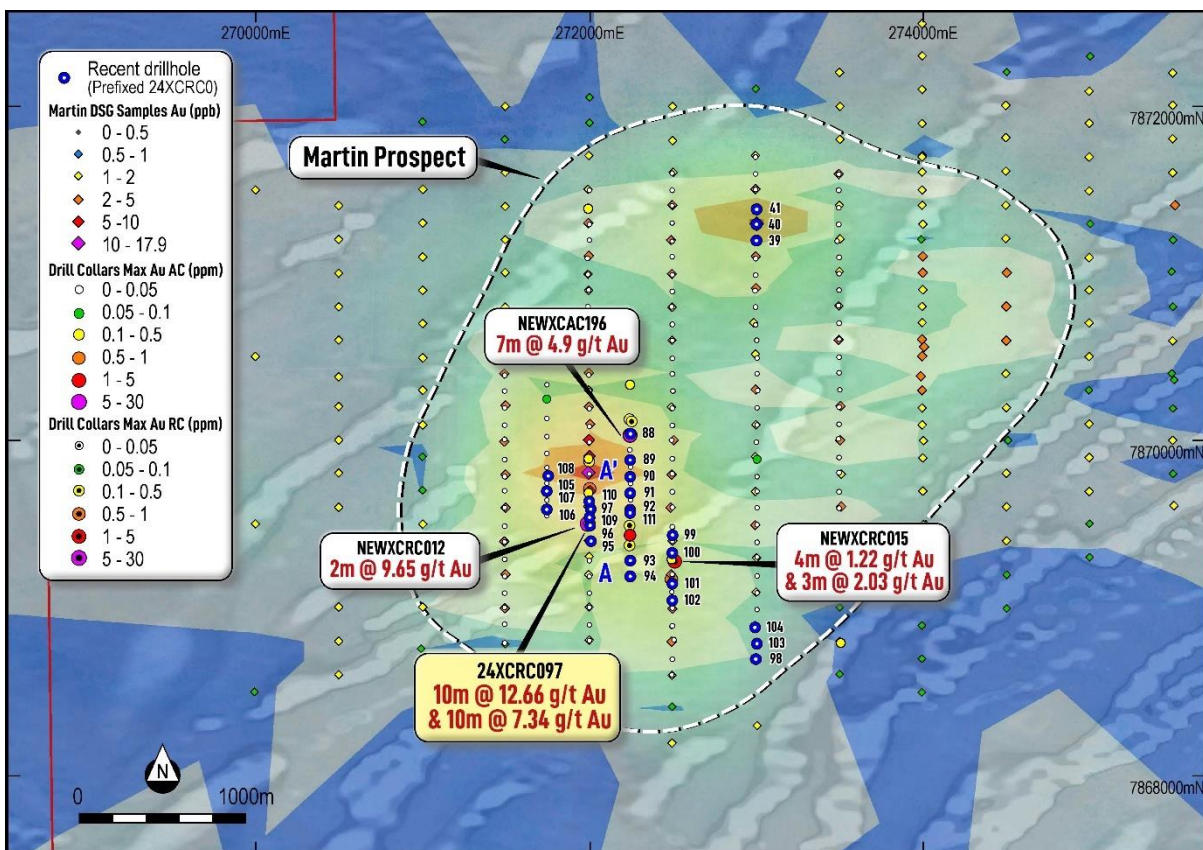 270000mE
272000mE
274000mE
7872000mN
7870000mN
7868000mN
Recent drillhole
(Prefixed 24XCRC0)
Martin DSG Samples Au (ppb)
0 - 0.5
0.5 - 1
1 - 2
2 - 5
5 - 10
10 - 17.9
Drill Collars Max Au AC (ppm)
0 - 0.05
0.05 - 0.1
0.1 - 0.5
0.5 - 1
1 - 5
5 - 30
Drill Collars Max Au RC (ppm)
0 - 0.05
0.05 - 0.1
0.1 - 0.5
0.5 - 1
1 - 5
5 - 30
Martin Prospect
41
40
39
NEWXCAC196
7m @ 4.9 g/t Au
88
89
90
91
92
111
93
94
108
105
107
106
A'
110
97
109
96
95
A
99
100
101
102
104
103
98
NEWXCRC012
2m @ 9.65 g/t Au
NEWXCRC015
4m @ 1.22 g/t Au
& 3m @ 2.03 g/t Au
24XCRC097
10m @ 12.66 g/t Au
& 10m @ 7.34 g/t Au
N
0
1000m